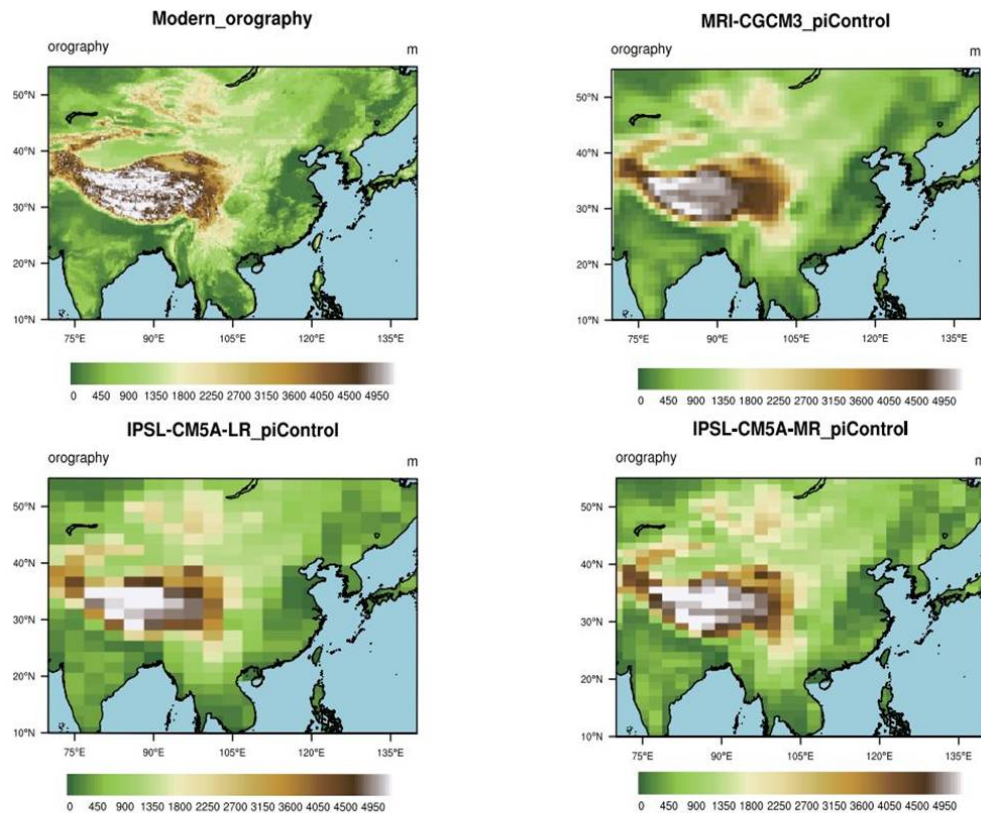 Modern_orography
orography m
50°N
40°N
30°N
20°N
10°N
75°E 90°E 105°E 120°E 135°E
0 450 900 1350 1800 2250 2700 3150 3600 4050 4500 4950
MRI-CGCM3_piControl
orography m
50°N
40°N
30°N
20°N
10°N
75°E 90°E 105°E 120°E 135°E
0 450 900 1350 1800 2250 2700 3150 3600 4050 4500 4950
IPSL-CM5A-LR_piControl
orography m
50°N
40°N
30°N
20°N
10°N
75°E 90°E 105°E 120°E 135°E
0 450 900 1350 1800 2250 2700 3150 3600 4050 4500 4950
IPSL-CM5A-MR_piControl
orography m
50°N
40°N
30°N
20°N
10°N
75°E 90°E 105°E 120°E 135°E
0 450 900 1350 1800 2250 2700 3150 3600 4050 4500 4950